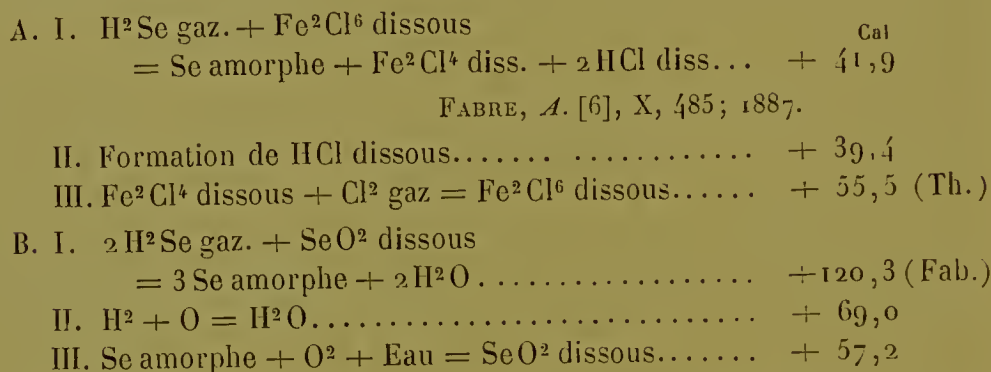 A. I. H²Se gaz. + Fe²Cl⁶ dissous
Cal
= Se amorphe + Fe²Cl⁴ diss. + 2HCl diss... + 41,9
FABRE, A. [6], X, 485; 1887.
II. Formation de HCl dissous....... ............ + 39,4
III. Fe²Cl⁴ dissous + Cl² gaz = Fe²Cl⁶ dissous...... + 55,5 (Th.)
B. I. 2H²Se gaz. + SeO² dissous
= 3 Se amorphe + 2H²O.................. +120,3 (Fab.)
II. H² + O = H²O............................. + 69,0
III. Se amorphe + O² + Eau = SeO² dissous....... + 57,2